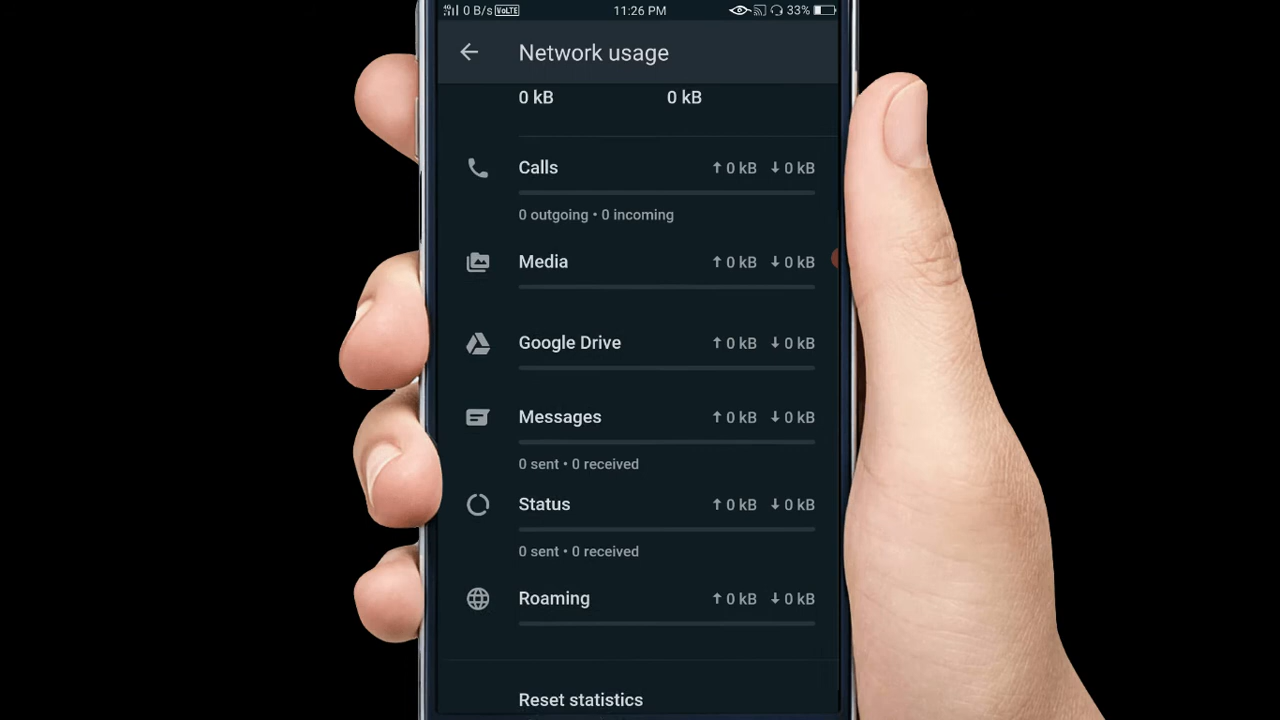 4G 0 B/s VoLTE 11:26 PM 33%
Network usage
0 kB 0 kB
Calls ↑ 0 kB ↓ 0 kB
0 outgoing • 0 incoming
Media ↑ 0 kB ↓ 0 kB
Google Drive ↑ 0 kB ↓ 0 kB
Messages ↑ 0 kB ↓ 0 kB
0 sent • 0 received
Status ↑ 0 kB ↓ 0 kB
0 sent • 0 received
Roaming ↑ 0 kB ↓ 0 kB
Reset statistics